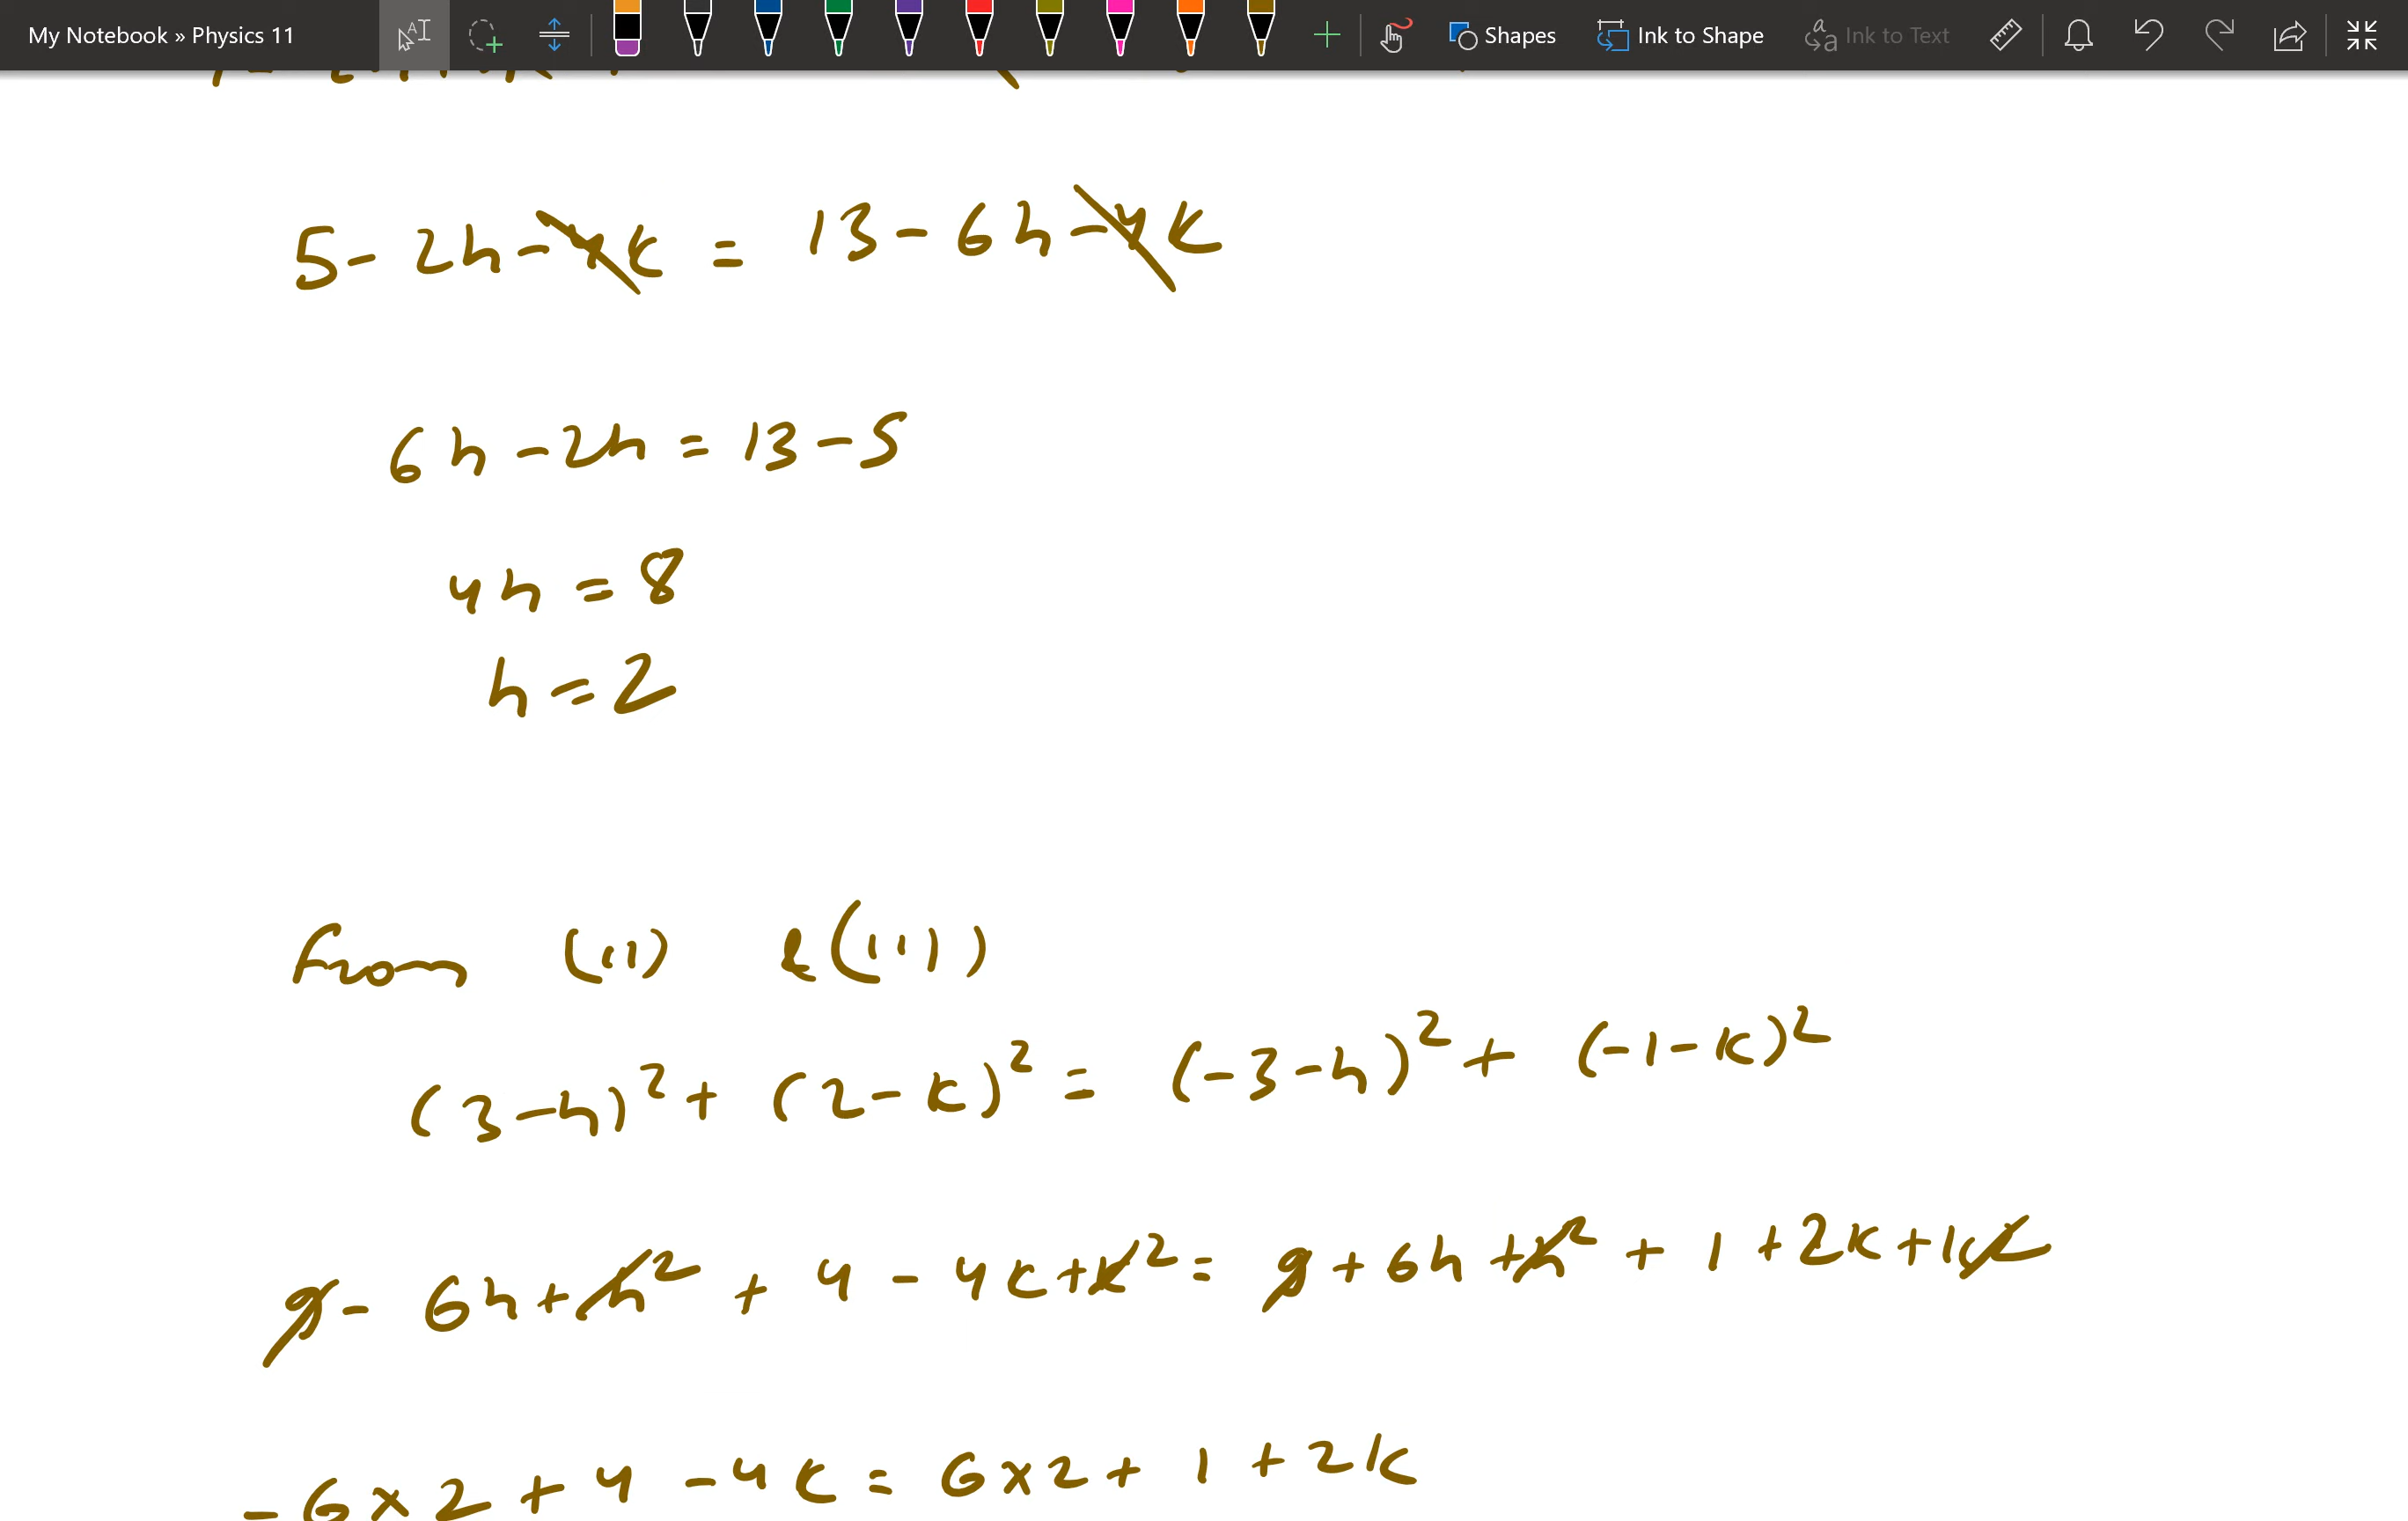 My Notebook » Physics 11 Shapes Ink to Shape Ink to Text
5 - 2h - 4k = 13 - 6h - 4k
6h - 2h = 13 - 5
4h = 8
h = 2
From (ii) & (iii)
(3-h)² + (2-k)² = (-3-h)² + (-1-k)²
9 - 6h + h² + 4 - 4k + k² = 9 + 6h + h² + 1 + 2k + k²
- 6 x 2 + 4 - 4k = 6 x 2 + 1 + 2k